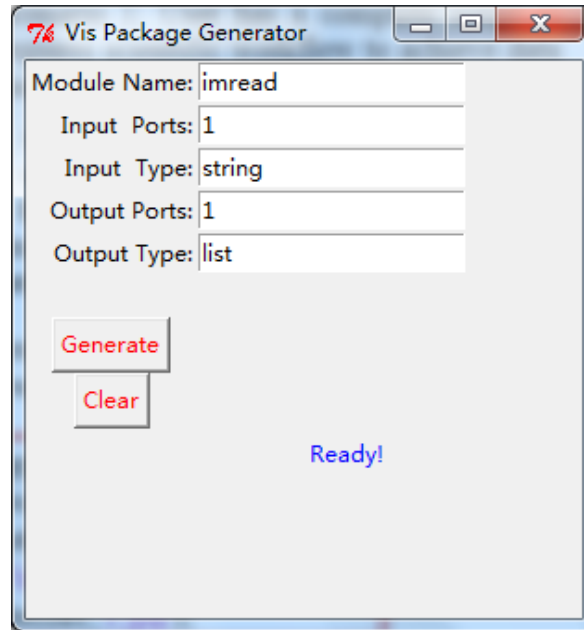 Vis Package Generator
Module Name: imread
Input Ports: 1
Input Type: string
Output Ports: 1
Output Type: list
Generate
Clear
Ready!